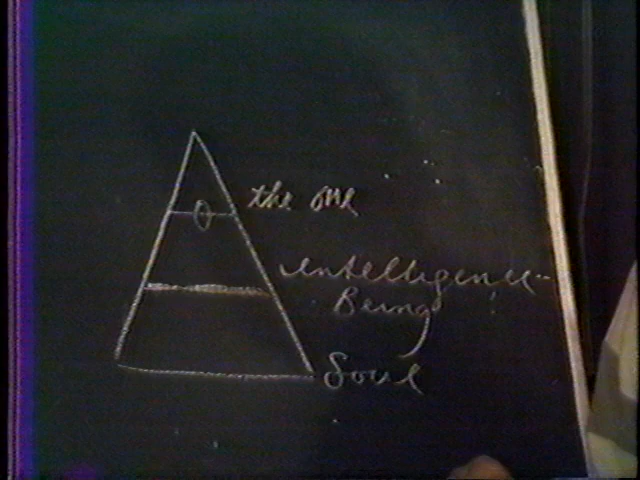 the one
Intelligence-
Being
Soul